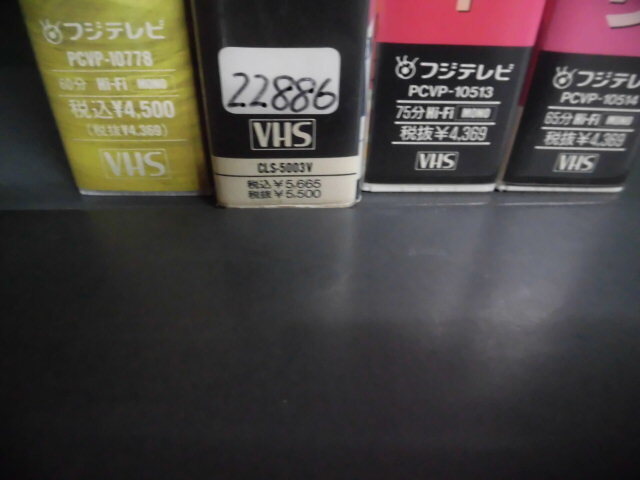 フジテレビ
PCVP-10778
60分 Hi-Fi MONO
税込¥4,500
(税抜¥4,369)
VHS
22886
VHS
CLS-5003V
税込¥5,665
税抜¥5,500
フジテレビ
PCVP-10513
75分 Hi-Fi MONO
税抜¥4,369
VHS
フジテレビ
PCVP-10514
65分 Hi-Fi MONO
税抜¥4,369
VHS